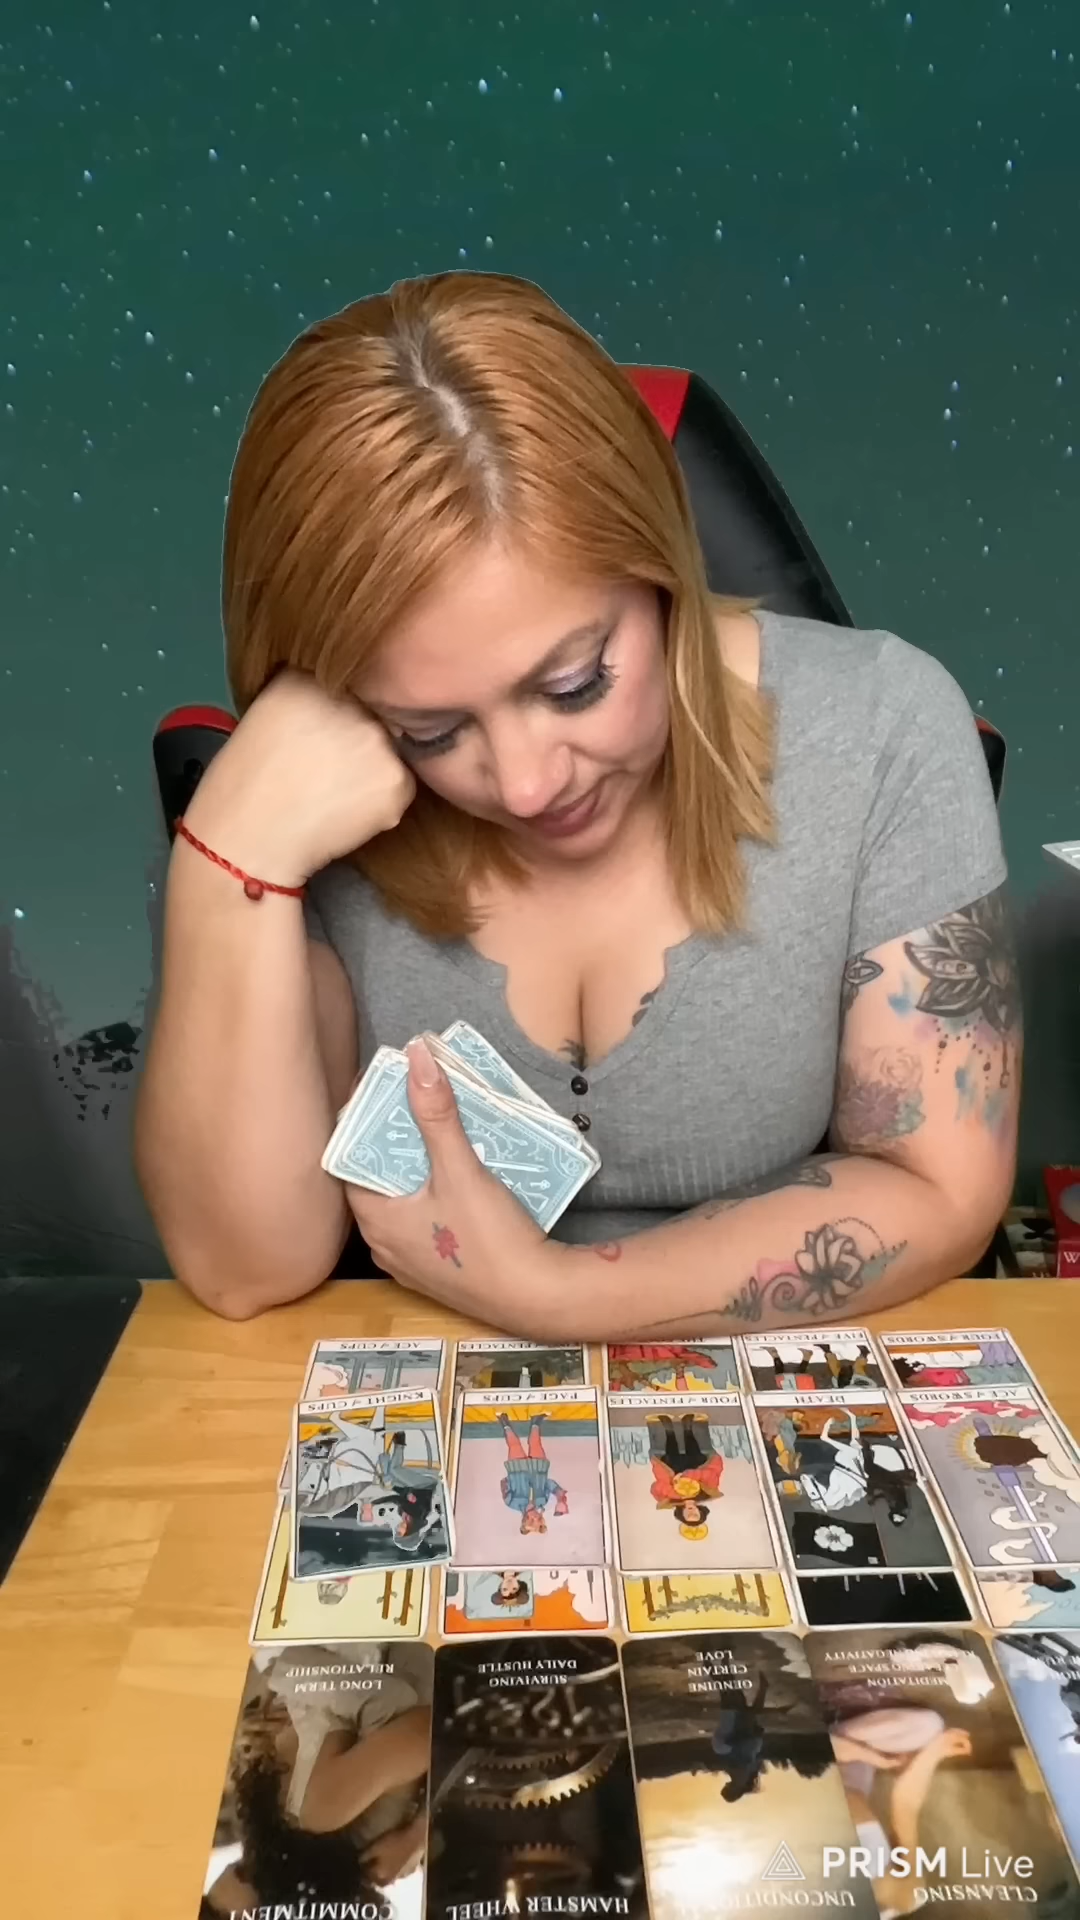 ACE of CUPS
FIVE of PENTACLES
FOUR of SWORDS
KNIGHT of CUPS
PAGE of CUPS
FOUR of PENTACLES
DEATH
ACE of SWORDS
LONG TERM
RELATIONSHIP
SURVIVING
DAILY HUSTLE
GENUINE
CERTAIN
LOVE
MEDITATION
SPACE
NEGATIVITY
COMMITMENT
HAMSTER WHEEL
CLEANSING
PRISM Live